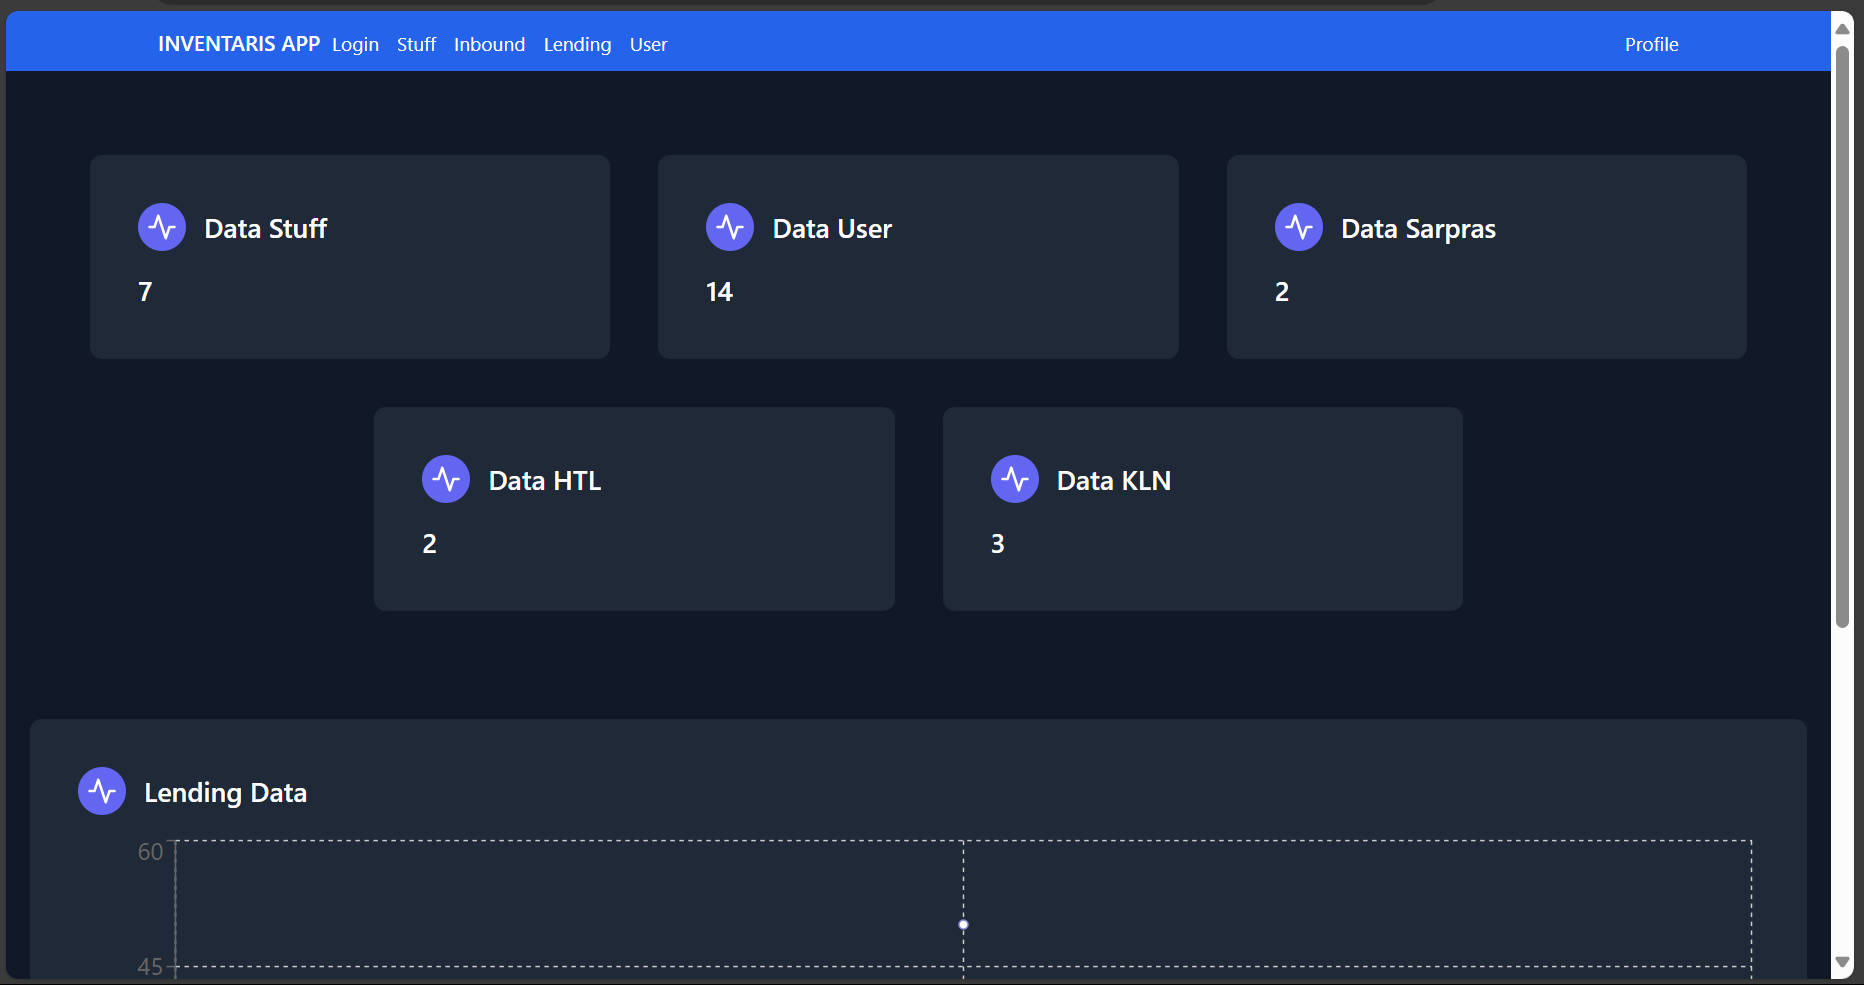 INVENTARIS APP Login Stuff Inbound Lending User Profile
Data Stuff
7
Data User
14
Data Sarpras
2
Data HTL
2
Data KLN
3
Lending Data
60
45